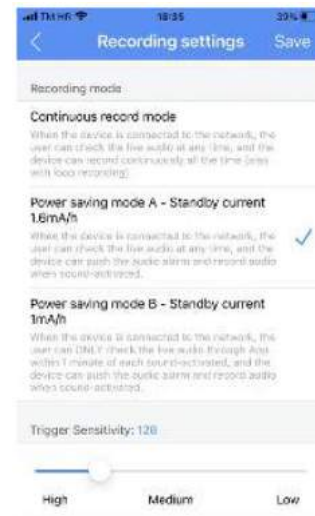 TM HR 18:35 39%
Recording settings Save
Recording mode
Continuous record mode
When the device is connected to the network, the
user can check the live audio at any time, and the
device can record continuously all the time (also
with loop recording)
Power saving mode A - Standby current
1.6mA/h
When the device is connected to the network, the
user can check the live audio at any time, and the
device can push the audio alarm and record audio
when sound-activated.
Power saving mode B - Standby current
1mA/h
When the device is connected to the network, the
user can ONLY check the live audio through App
within 1 minute of each sound-activated, and the
device can push the audio alarm and record audio
when sound-activated.
Trigger Sensitivity: 128
High Medium Low